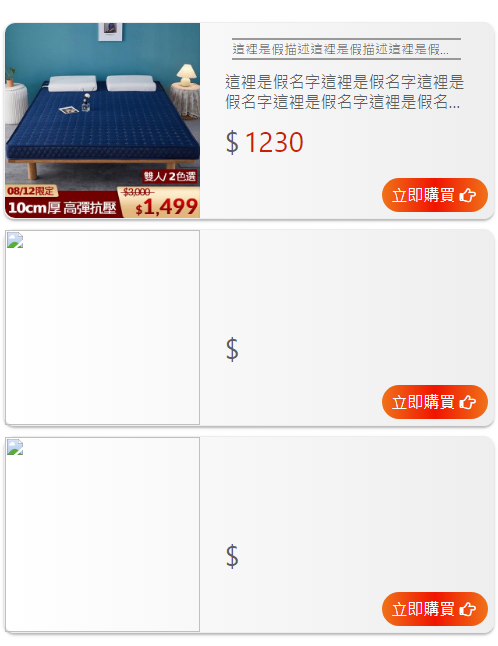 這裡是假描述這裡是假描述這裡是假...
這裡是假名字這裡是假名字這裡是
假名字這裡是假名字這裡是假名...
$ 1230
雙人/2色選
08/12限定
$3,000
10cm厚 高彈抗壓
$1,499
立即購買
$
立即購買
$
立即購買